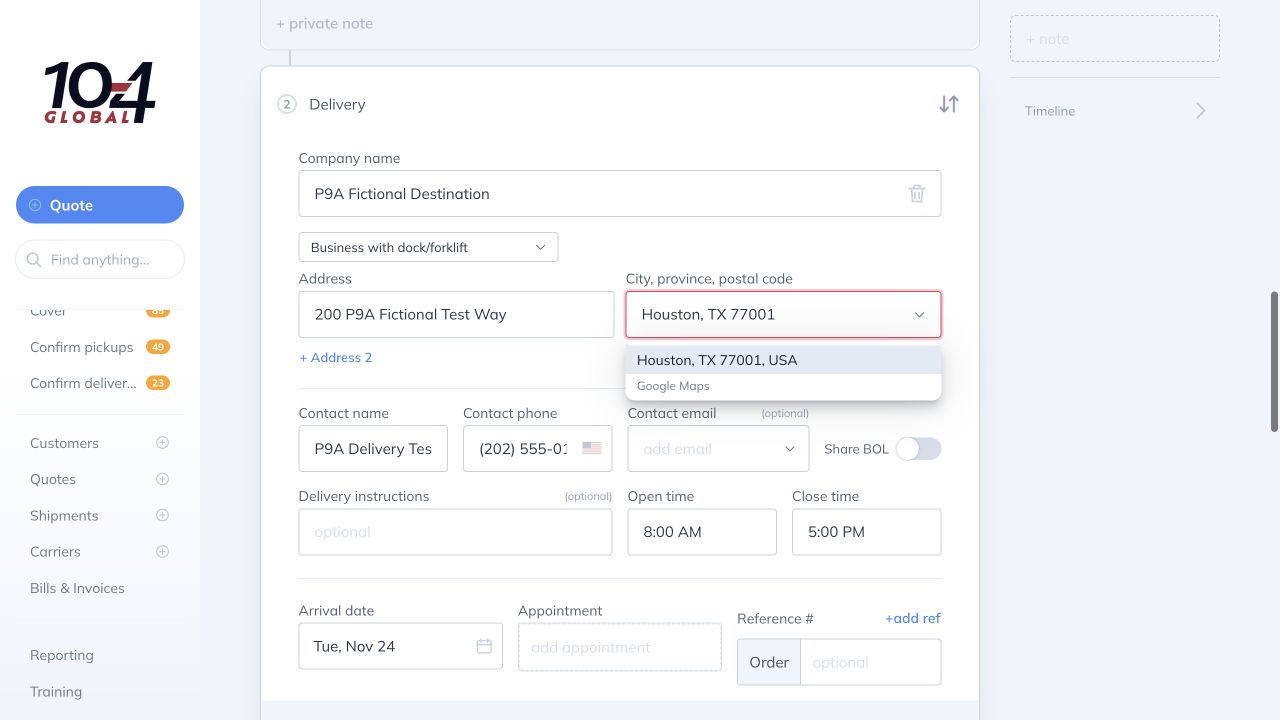 + private note
+ note
2 Delivery
Timeline
104
GLOBAL
Company name
P9A Fictional Destination
Quote
Business with dock/forklift
Find anything...
Address
City, province, postal code
Cover 89
200 P9A Fictional Test Way
Houston, TX 77001
Confirm pickups 49
+ Address 2
Houston, TX 77001, USA
Google Maps
Confirm deliver... 23
Contact name
Contact phone
Contact email (optional)
Customers
P9A Delivery Tes
(202) 555-01
add email
Share BOL
Quotes
Delivery instructions (optional)
Open time
Close time
Shipments
optional
8:00 AM
5:00 PM
Carriers
Bills & Invoices
Arrival date
Appointment
Reference #
+add ref
Tue, Nov 24
add appointment
Order
optional
Reporting
Training